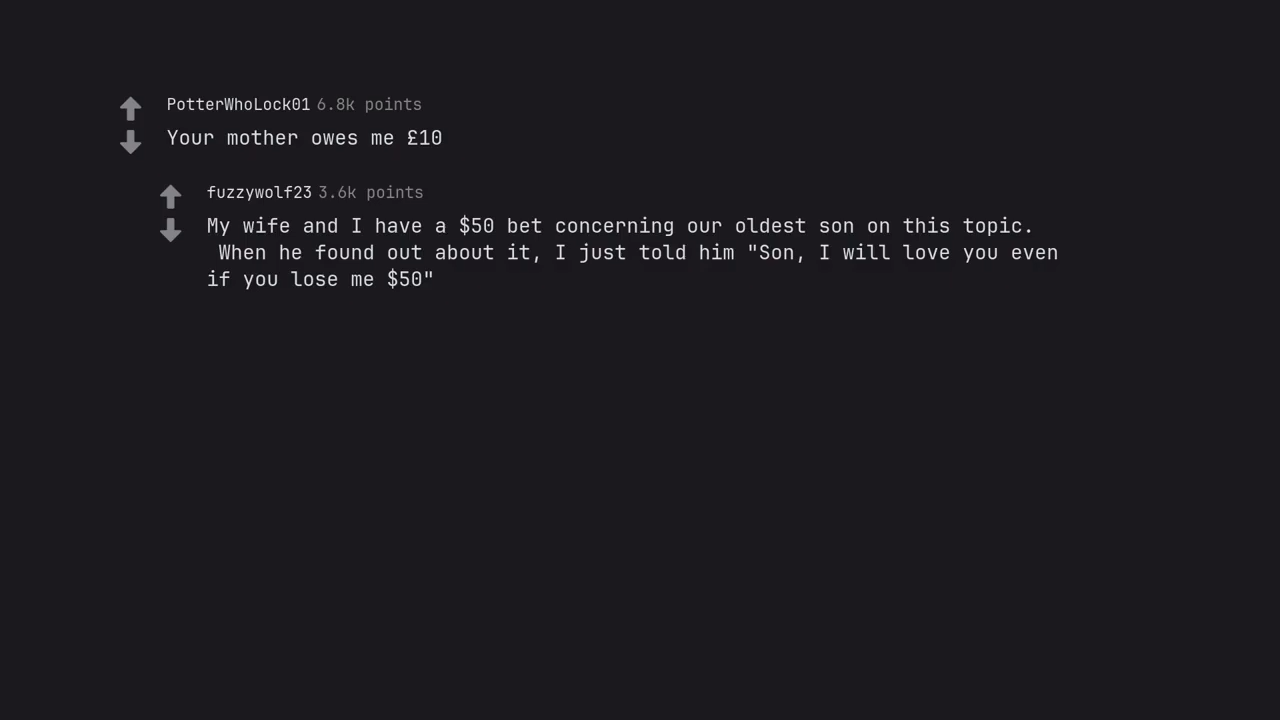 PotterWhoLock01 6.8k points
Your mother owes me £10
fuzzywolf23 3.6k points
My wife and I have a $50 bet concerning our oldest son on this topic.
When he found out about it, I just told him "Son, I will love you even
if you lose me $50"